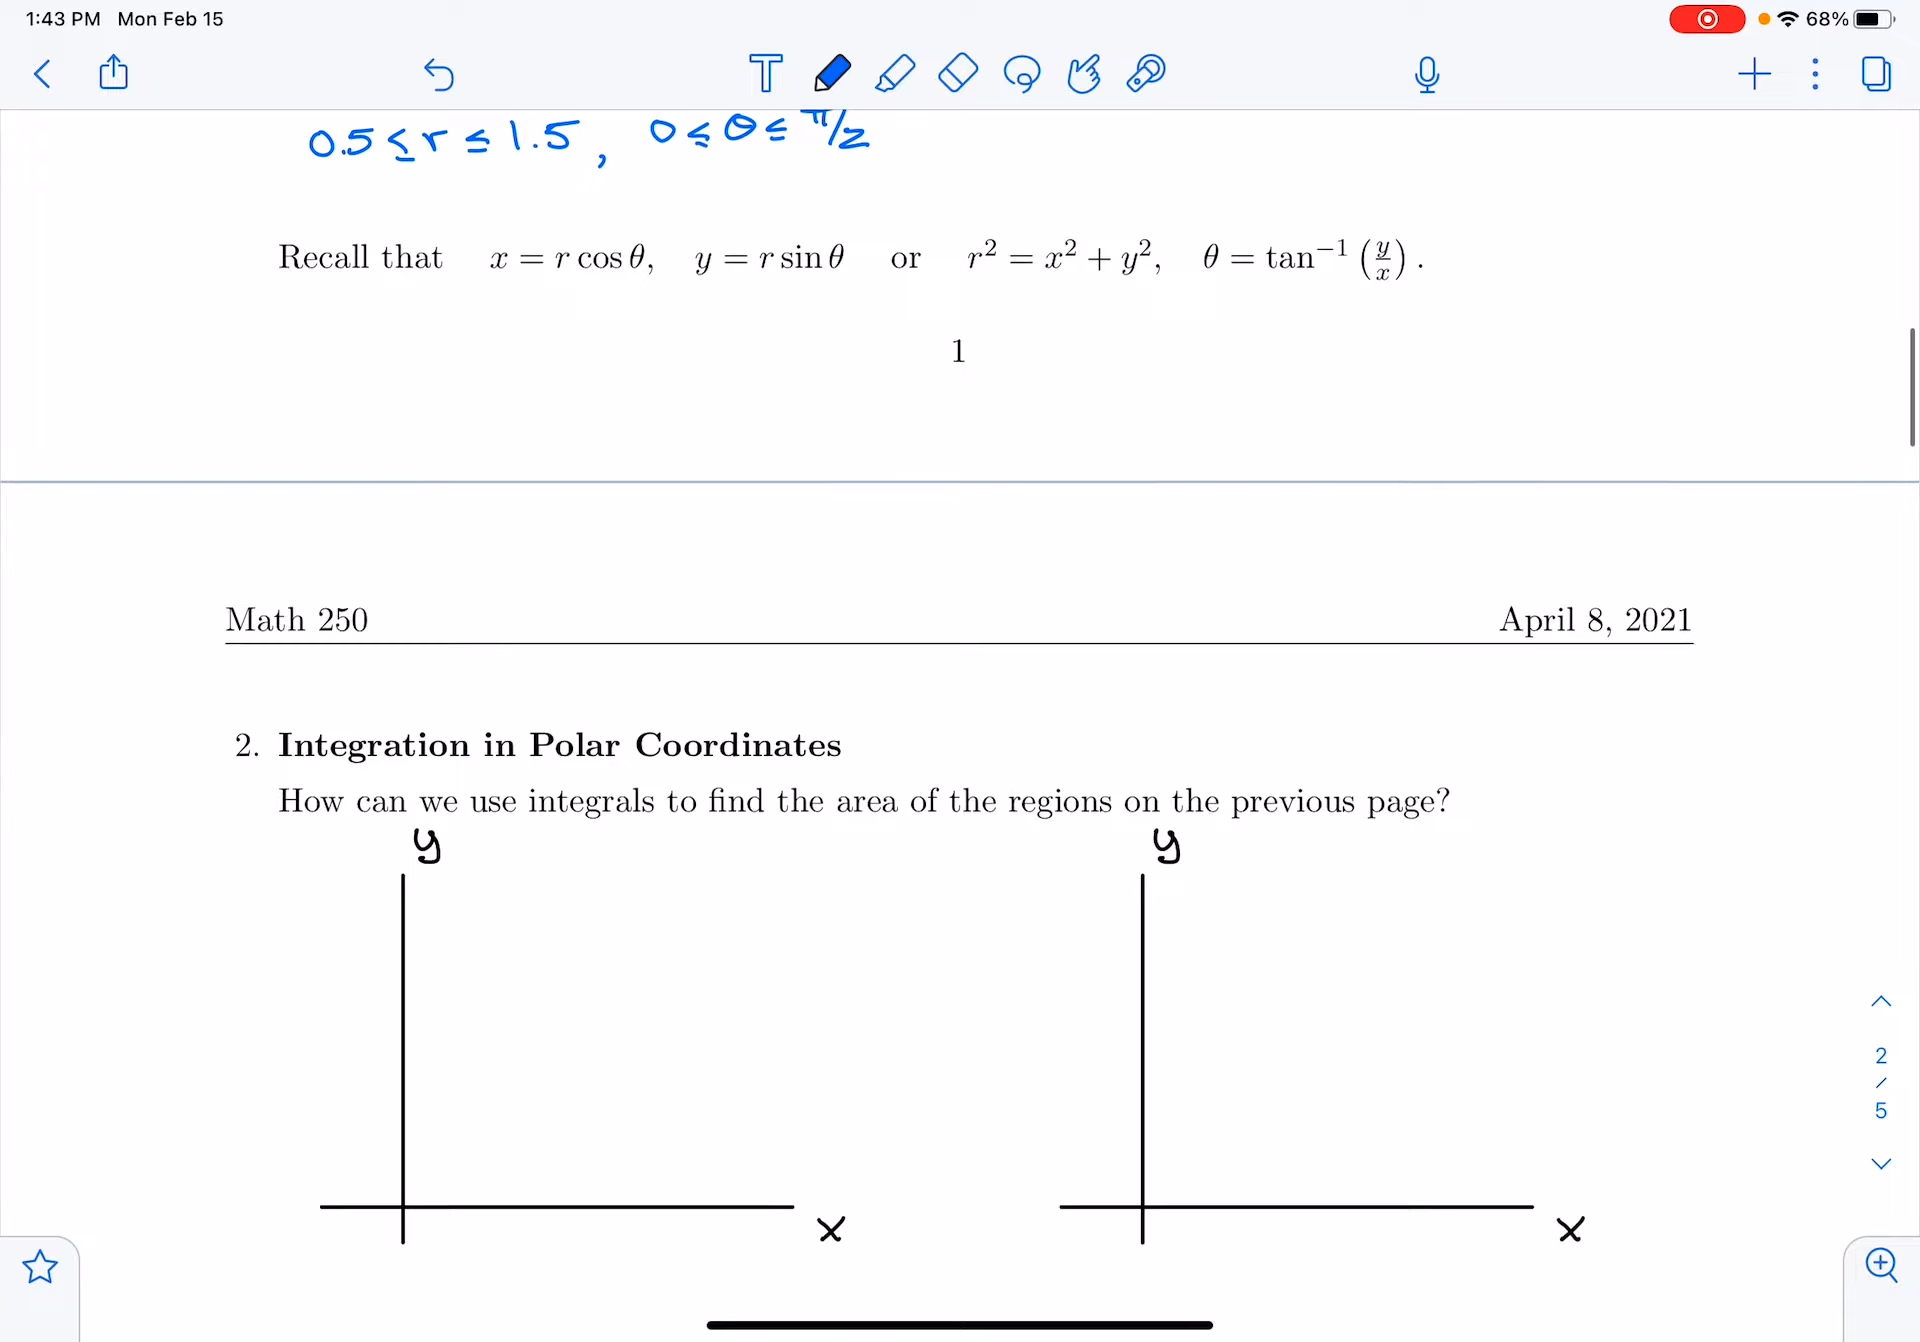 1:43 PM Mon Feb 15
68%
0.5 ≤ r ≤ 1.5, 0 ≤ θ ≤ π/2
Recall that x = r cos θ, y = r sin θ or r² = x² + y², θ = tan⁻¹ (y/x).
1
Math 250 April 8, 2021
2. Integration in Polar Coordinates
How can we use integrals to find the area of the regions on the previous page?
y y
x x
2
/
5